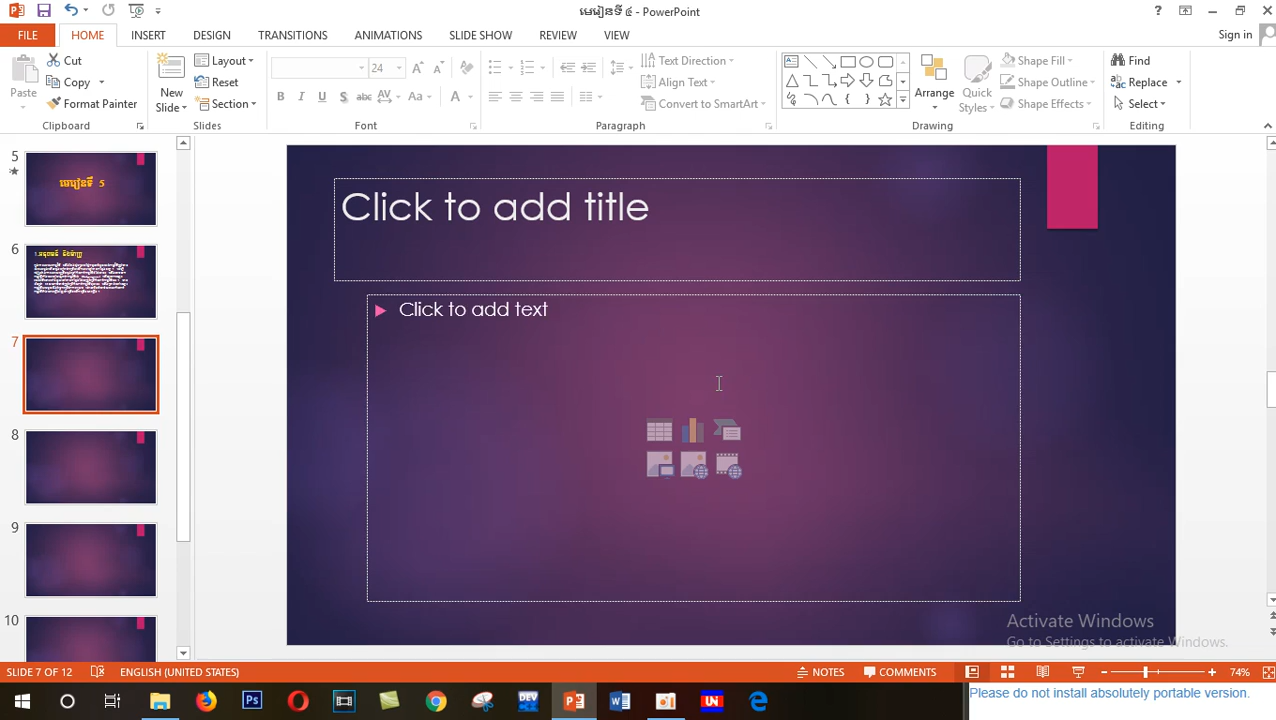 មេរៀនទី ៤ - PowerPoint
FILE
HOME
INSERT
DESIGN
TRANSITIONS
ANIMATIONS
SLIDE SHOW
REVIEW
VIEW
Sign in
Paste
Cut
Copy
Format Painter
Clipboard
New Slide
Layout
Reset
Section
Slides
24
Font
Text Direction
Align Text
Convert to SmartArt
Paragraph
Arrange
Quick Styles
Shape Fill
Shape Outline
Shape Effects
Drawing
Find
Replace
Select
Editing
5
មេរៀនទី 5
6
7
8
9
10
Click to add title
Click to add text
Activate Windows
Go to Settings to activate Windows.
SLIDE 7 OF 12
ENGLISH (UNITED STATES)
NOTES
COMMENTS
74%
Please do not install absolutely portable version.